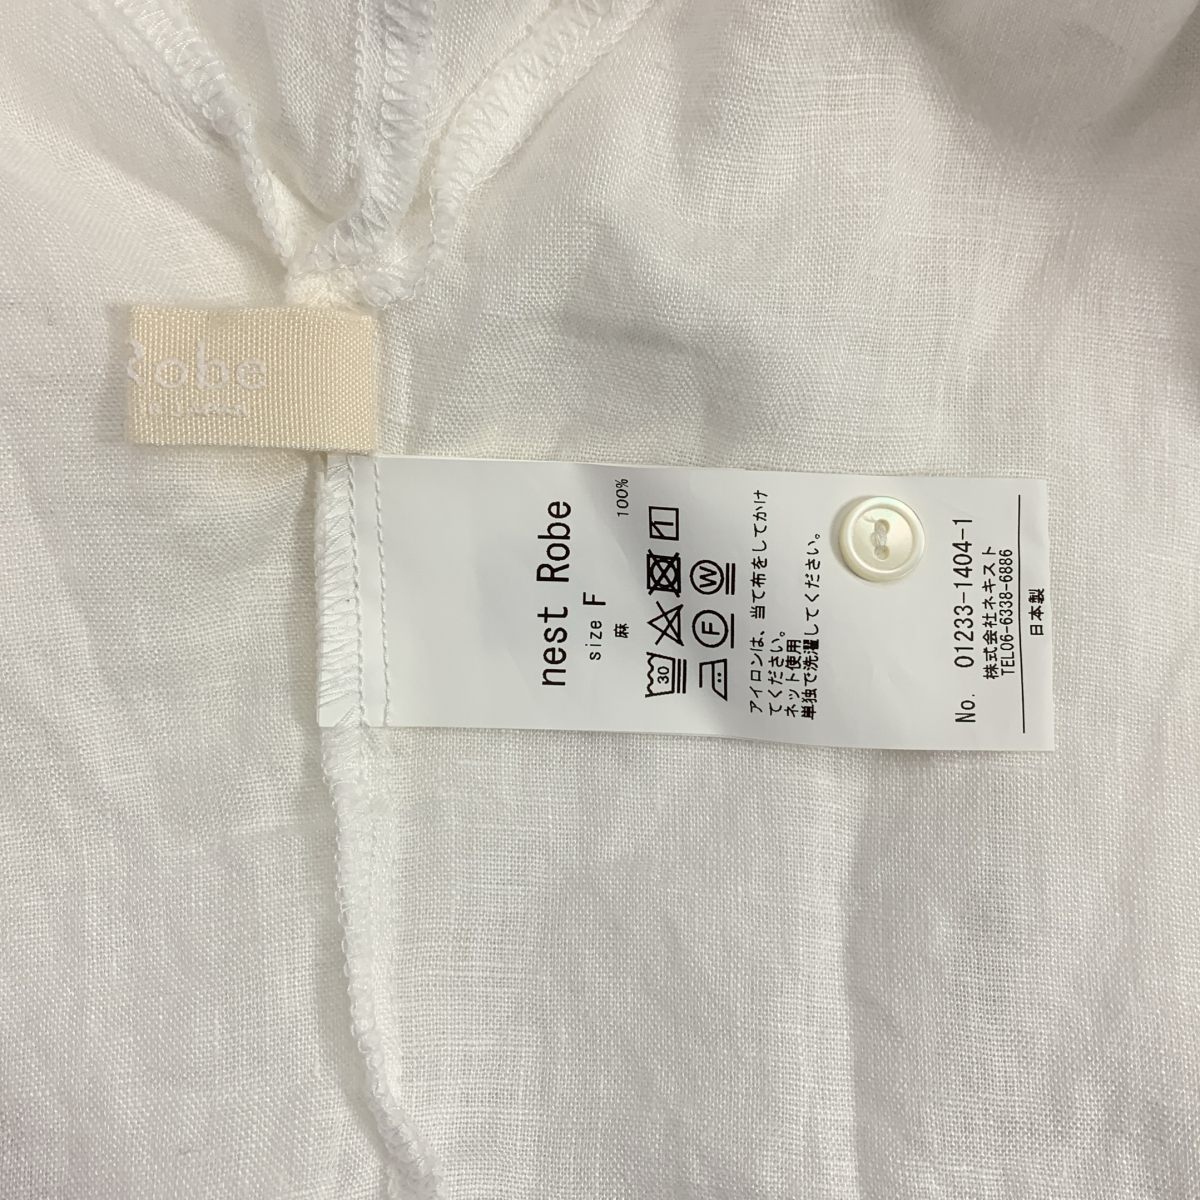 Robe
nest Robe
size F
麻 100%
30
1
F W
アイロンは、当て布をしてかけ
てください。
ネット使用
単独で洗濯してください。
No. 01233-1404-1
株式会社ネキスト
TEL06-6338-6886
日本製